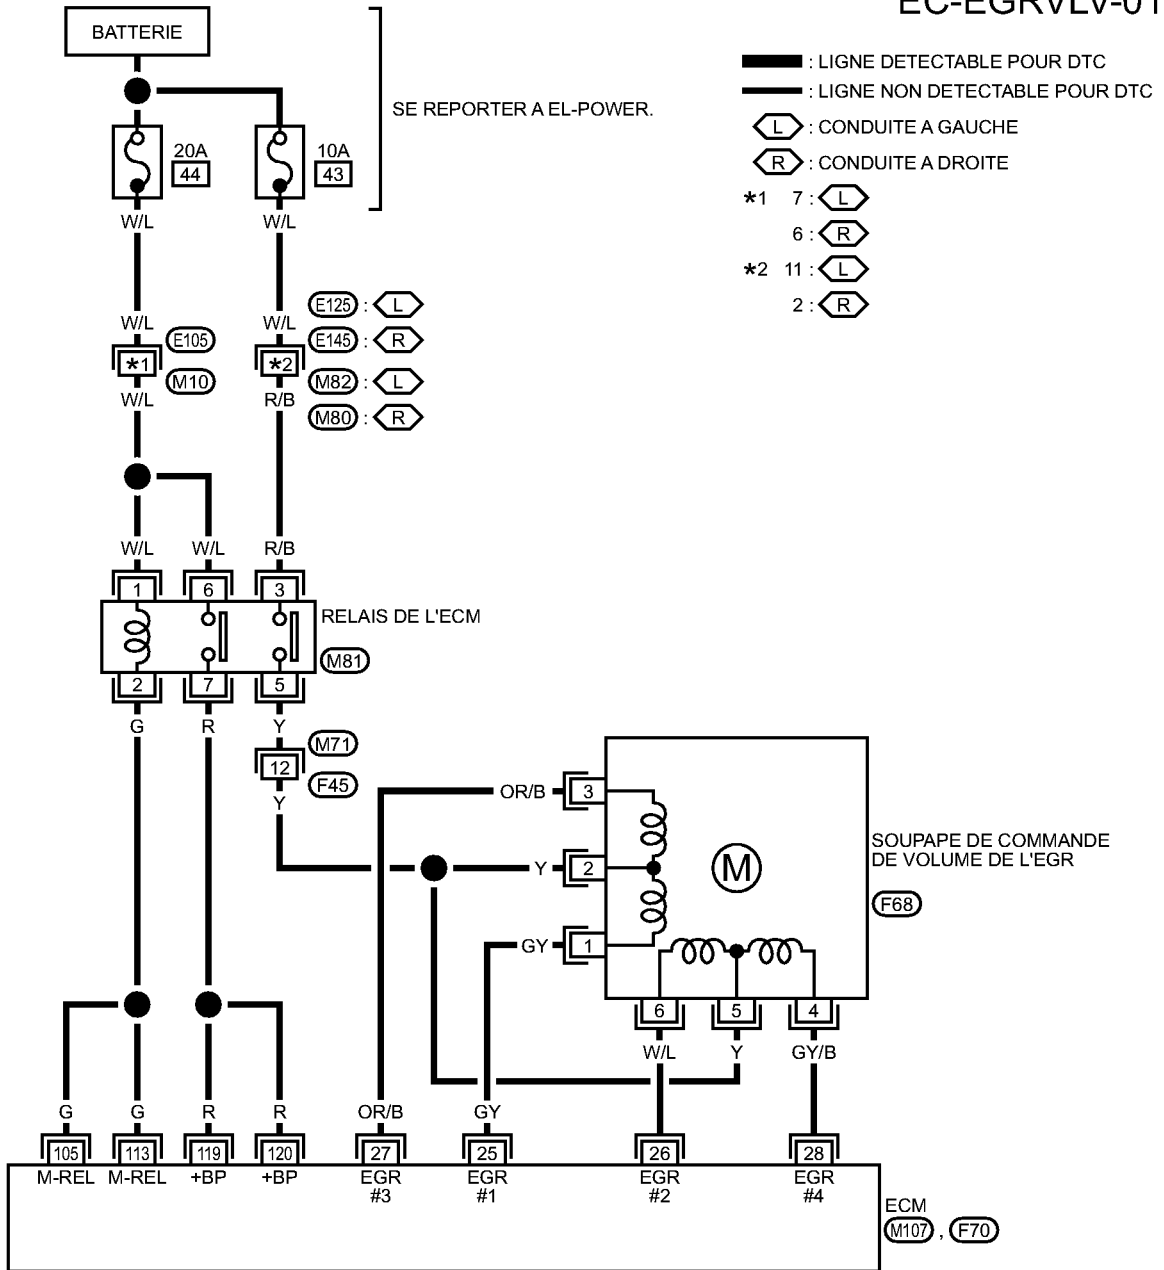 EC-EGRVLV-01
BATTERIE
: LIGNE DETECTABLE POUR DTC
: LIGNE NON DETECTABLE POUR DTC
L : CONDUITE A GAUCHE
R : CONDUITE A DROITE
*1 7 : L
6 : R
*2 11 : L
2 : R
SE REPORTER A EL-POWER.
20A
44
10A
43
W/L W/L
W/L W/L
*1
E105
M10
*2
E125 : L
E145 : R
M82 : L
M80 : R
W/L R/B
W/L W/L R/B
1 6 3
RELAIS DE L'ECM
M81
2 7 5
G R Y
12
M71
F45
Y
OR/B 3
Y 2
GY 1
M
SOUPAPE DE COMMANDE
DE VOLUME DE L'EGR
F68
6 5 4
W/L Y GY/B
G G R R OR/B GY
105 113 119 120 27 25 26 28
M-REL M-REL +BP +BP EGR EGR EGR EGR
#3 #1 #2 #4
ECM
M107 , F70